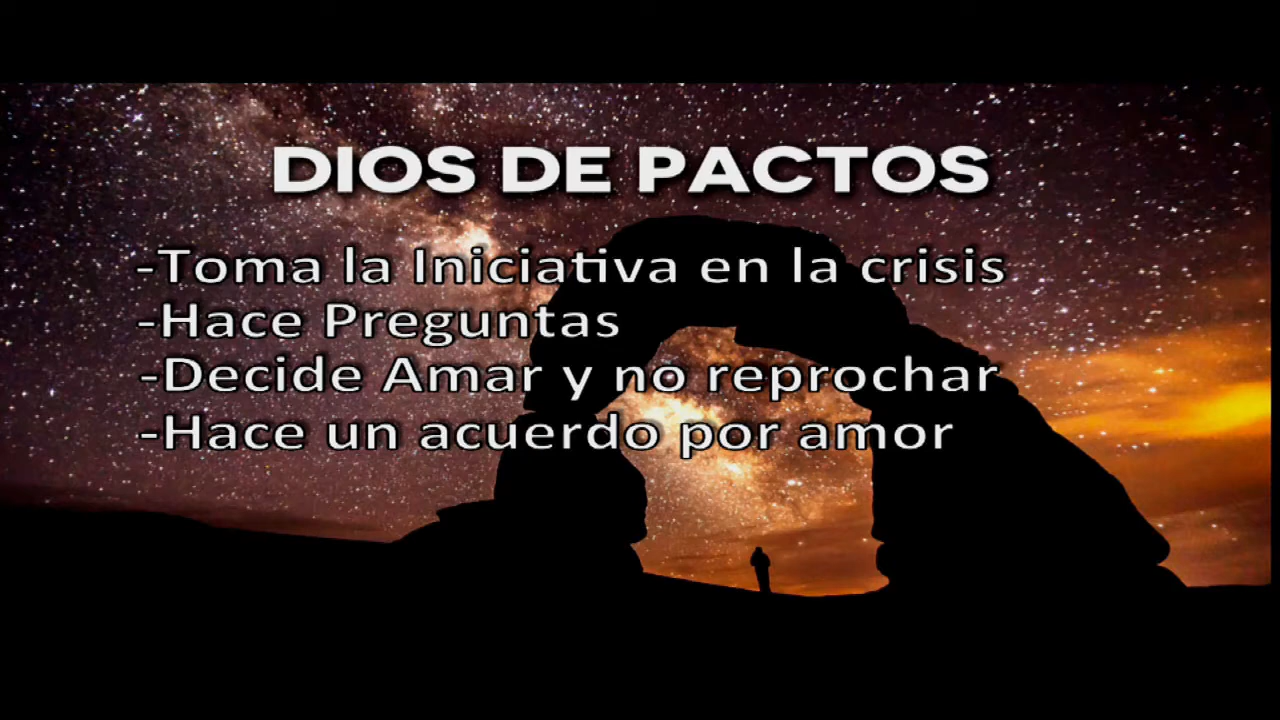 DIOS DE PACTOS
-Toma la Iniciativa en la crisis
-Hace Preguntas
-Decide Amar y no reprochar
-Hace un acuerdo por amor